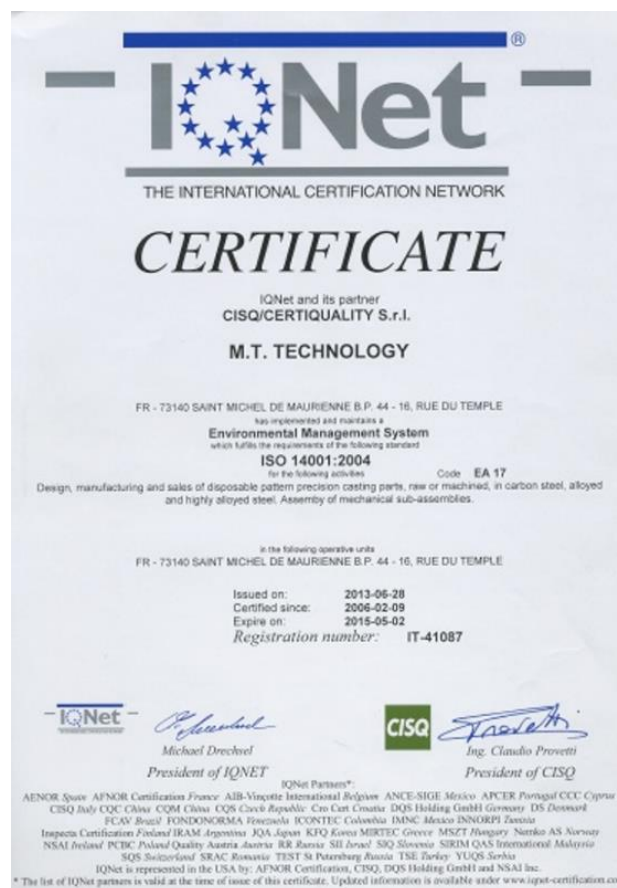 IQNet ®
THE INTERNATIONAL CERTIFICATION NETWORK
CERTIFICATE
IQNet and its partner
CISQ/CERTIQUALITY S.r.l.
M.T. TECHNOLOGY
FR - 73140 SAINT MICHEL DE MAURIENNE B.P. 44 - 16, RUE DU TEMPLE
has implemented and maintains a
Environmental Management System
which fulfills the requirements of the following standard
ISO 14001:2004
for the following activities Code EA 17
Design, manufacturing and sales of disposable pattern precision casting parts, raw or machined, in carbon steel, alloyed
and highly alloyed steel. Assemby of mechanical sub-assemblies.
in the following operative units
FR - 73140 SAINT MICHEL DE MAURIENNE B.P. 44 - 16, RUE DU TEMPLE
Issued on: 2013-06-28
Certified since: 2006-02-09
Expire on: 2015-05-02
Registration number: IT-41087
IQNet
CISQ
Michael Drechsel
Ing. Claudio Provetti
President of IQNET
President of CISQ
IQNet Partners*:
AENOR Spain AFNOR Certification France AIB-Vinçotte International Belgium ANCE-SIGE Mexico APCER Portugal CCC Cyprus
CISQ Italy CQC China CQM China CQS Czech Republic Cro Cert Croatia DQS Holding GmbH Germany DS Denmark
FCAV Brazil FONDONORMA Venezuela ICONTEC Colombia IMNC Mexico INNORPI Tunisia
Inspecta Certification Finland IRAM Argentina JQA Japan KFQ Korea MIRTEC Greece MSZT Hungary Nemko AS Norway
NSAI Ireland PCBC Poland Quality Austria Austria RR Russia SII Israel SIQ Slovenia SIRIM QAS International Malaysia
SQS Switzerland SRAC Romania TEST St Petersburg Russia TSE Turkey YUQS Serbia
IQNet is represented in the USA by: AFNOR Certification, CISQ, DQS Holding GmbH and NSAI Inc.
* The list of IQNet partners is valid at the time of issue of this certificate. Updated information is available under www.iqnet-certification.co